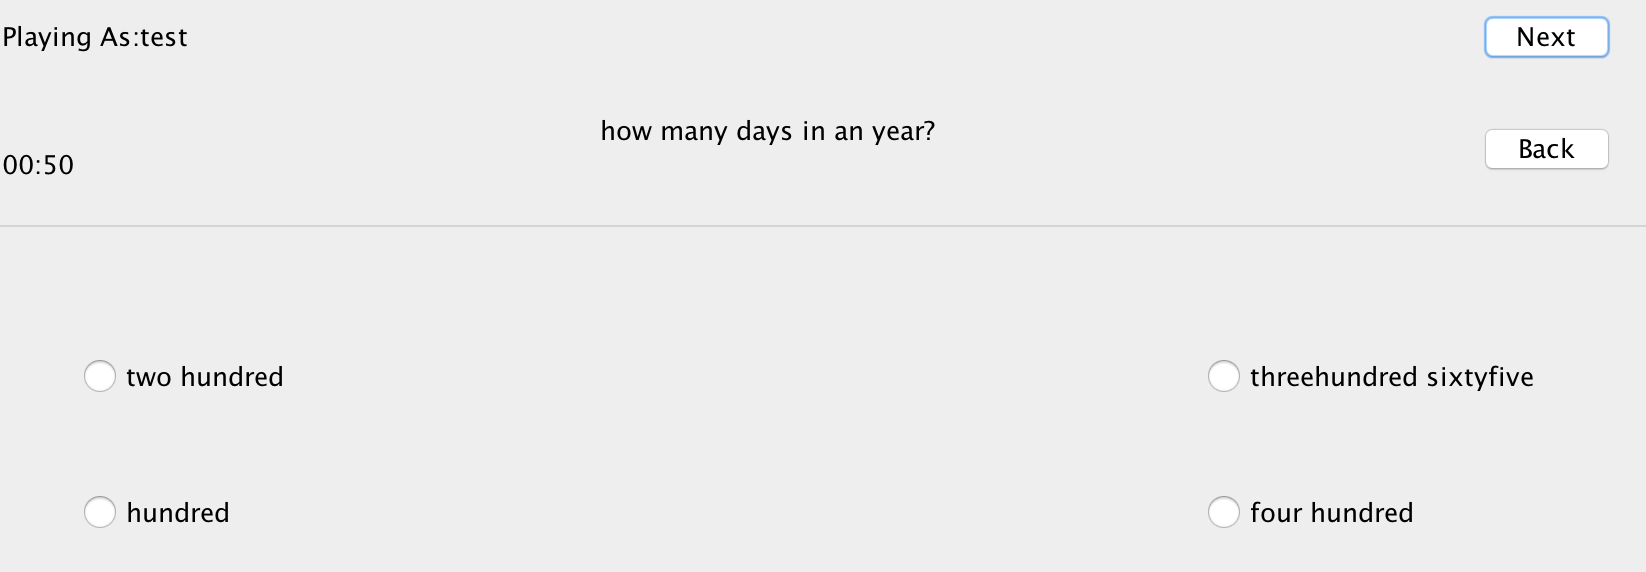 Playing As:test
Next
how many days in an year?
00:50
Back
two hundred
threehundred sixtyfive
hundred
four hundred